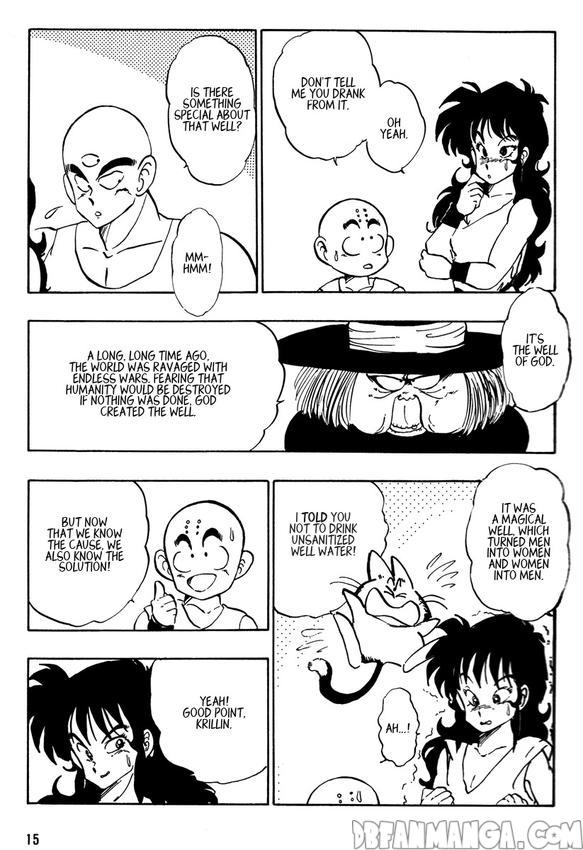 DON'T TELL
ME YOU DRANK
FROM IT.
OH
YEAH.
IS THERE
SOMETHING
SPECIAL ABOUT
THAT WELL?
MM-
HMM!
IT'S
THE WELL
OF GOD.
A LONG, LONG TIME AGO,
THE WORLD WAS RAVAGED WITH
ENDLESS WARS. FEARING THAT
HUMANITY WOULD BE DESTROYED
IF NOTHING WAS DONE, GOD
CREATED THE WELL.
IT WAS
A MAGICAL
WELL, WHICH
TURNED MEN
INTO WOMEN
AND WOMEN
INTO MEN.
I TOLD YOU
NOT TO DRINK
UNSANITIZED
WELL WATER!
AH...!
BUT NOW
THAT WE KNOW
THE CAUSE, WE
ALSO KNOW THE
SOLUTION!
YEAH!
GOOD POINT,
KRILLIN.
15
DBFANMANGA.COM